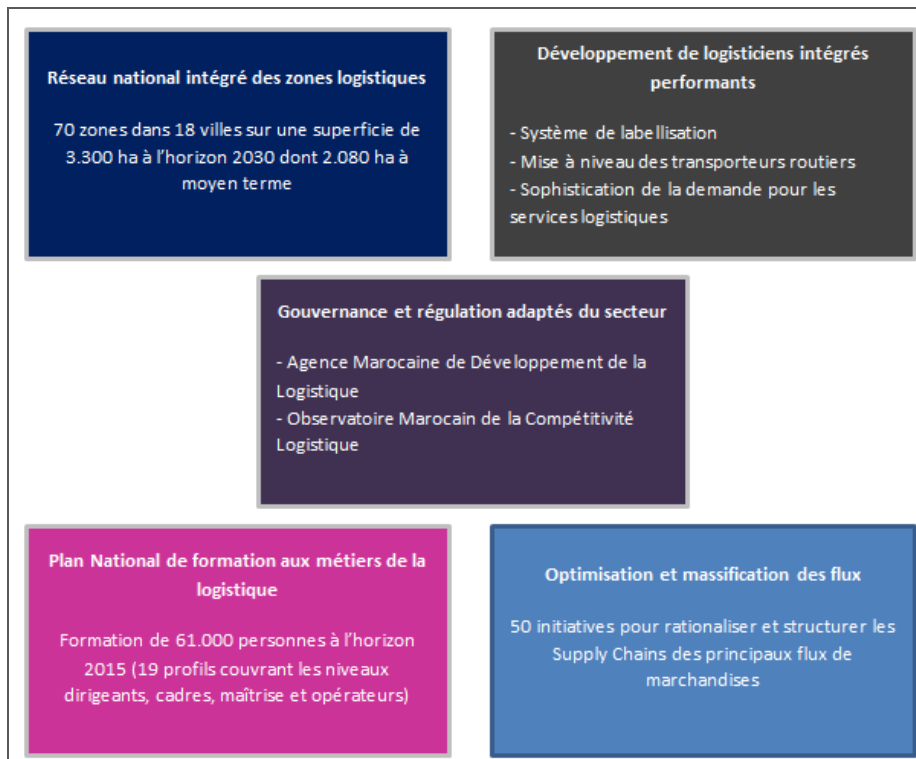 Réseau national intégré des zones logistiques
70 zones dans 18 villes sur une superficie de
3.300 ha à l'horizon 2030 dont 2.080 ha à
moyen terme
Développement de logisticiens intégrés
performants
- Système de labellisation
- Mise à niveau des transporteurs routiers
- Sophistication de la demande pour les
services logistiques
Gouvernance et régulation adaptés du secteur
- Agence Marocaine de Développement de la
Logistique
- Observatoire Marocain de la Compétitivité
Logistique
Plan National de formation aux métiers de la
logistique
Formation de 61.000 personnes à l'horizon
2015 (19 profils couvrant les niveaux
dirigeants, cadres, maîtrise et opérateurs)
Optimisation et massification des flux
50 initiatives pour rationaliser et structurer les
Supply Chains des principaux flux de
marchandises